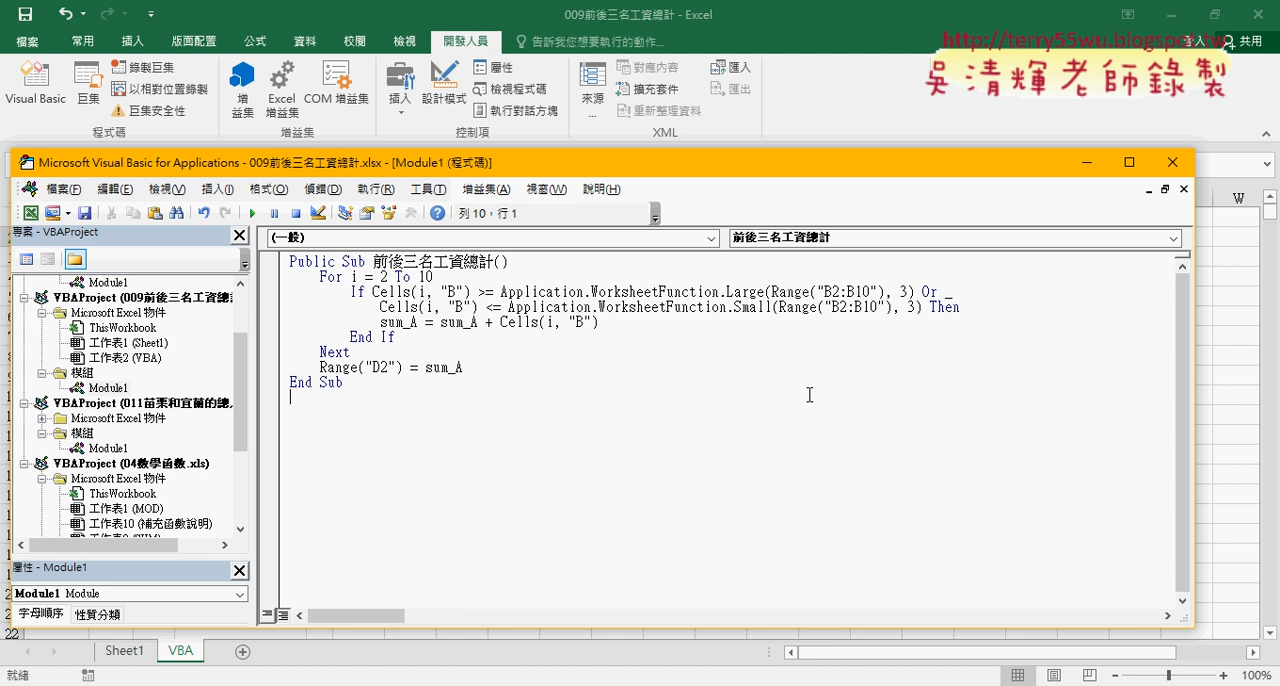 009前後三名工資總計 - Excel
檔案 常用 插入 版面配置 公式 資料 校閱 檢視 開發人員 告訴我您想要執行的動作... 登入 共用
http://terry55wu.blogspot.tw
吳清輝老師錄製
Visual Basic 巨集 錄製巨集 以相對位置錄製 巨集安全性
增益集 Excel 增益集 COM 增益集
插入 設計模式 屬性 檢視程式碼 執行對話方塊
來源 ... 對應內容 擴充套件 重新整理資料 匯入 匯出
程式碼 增益集 控制項 XML
Microsoft Visual Basic for Applications - 009前後三名工資總計.xlsx - [Module1 (程式碼)]
檔案(F) 編輯(E) 檢視(V) 插入(I) 格式(O) 偵錯(D) 執行(R) 工具(T) 增益集(A) 視窗(W) 說明(H)
列 10，行 1
W
專案 - VBAProject
Module1
VBAProject (009前後三名工資總計
Microsoft Excel 物件
ThisWorkbook
工作表1 (Sheet1)
工作表2 (VBA)
模組
Module1
VBAProject (011苗栗和宜蘭的總
Microsoft Excel 物件
模組
Module1
VBAProject (04數學函數.xls)
Microsoft Excel 物件
ThisWorkbook
工作表1 (MOD)
工作表10 (補充函數說明)
屬性 - Module1
Module1 Module
字母順序 性質分類
(一般) 前後三名工資總計
Public Sub 前後三名工資總計()
For i = 2 To 10
If Cells(i, "B") >= Application.WorksheetFunction.Large(Range("B2:B10"), 3) Or _
Cells(i, "B") <= Application.WorksheetFunction.Small(Range("B2:B10"), 3) Then
sum_A = sum_A + Cells(i, "B")
End If
Next
Range("D2") = sum_A
End Sub
22
Sheet1 VBA
就緒 100%